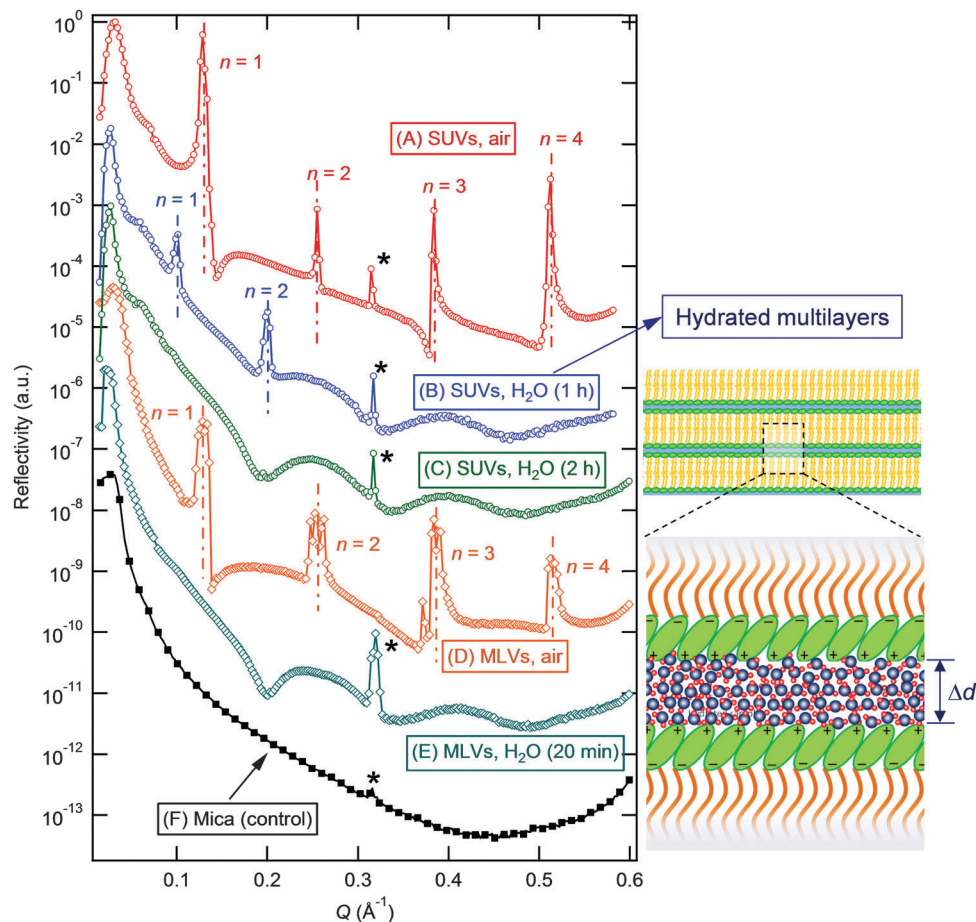 10⁰
10⁻¹
10⁻²
10⁻³
10⁻⁴
10⁻⁵
10⁻⁶
10⁻⁷
10⁻⁸
10⁻⁹
10⁻¹⁰
10⁻¹¹
10⁻¹²
10⁻¹³
Reflectivity (a.u.)
0.1
0.2
0.3
0.4
0.5
0.6
Q (Å⁻¹)
n = 1
n = 2
n = 3
n = 4
(A) SUVs, air
*
n = 1
n = 2
*
(B) SUVs, H₂O (1 h)
Hydrated multilayers
*
(C) SUVs, H₂O (2 h)
n = 1
n = 2
n = 3
n = 4
(D) MLVs, air
*
(E) MLVs, H₂O (20 min)
*
(F) Mica (control)
− − − − − −
+ + + + + +
Δd
+ + + + + +
− − − − − −